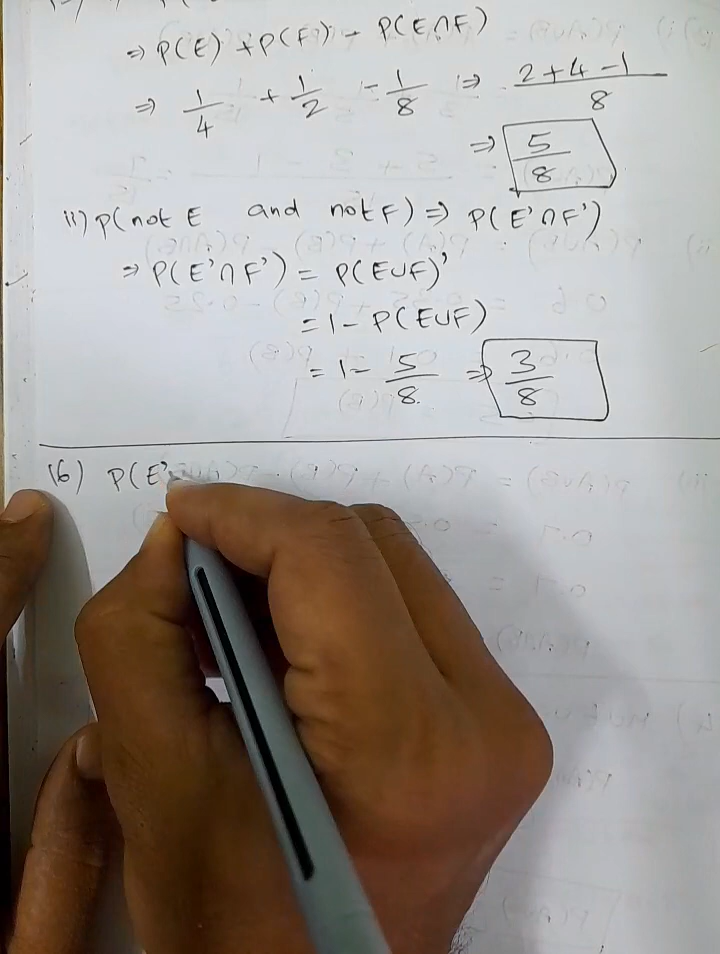 ⇒ P(E) + P(F) - P(E∩F)
⇒ 1/4 + 1/2 - 1/8 ⇒ 2+4-1/8
⇒ 5/8
ii) P(not E and not F) ⇒ P(E'∩F')
⇒ P(E'∩F') = P(E∪F)'
= 1 - P(E∪F)
= 1 - 5/8 ⇒ 3/8
(6) P(E'